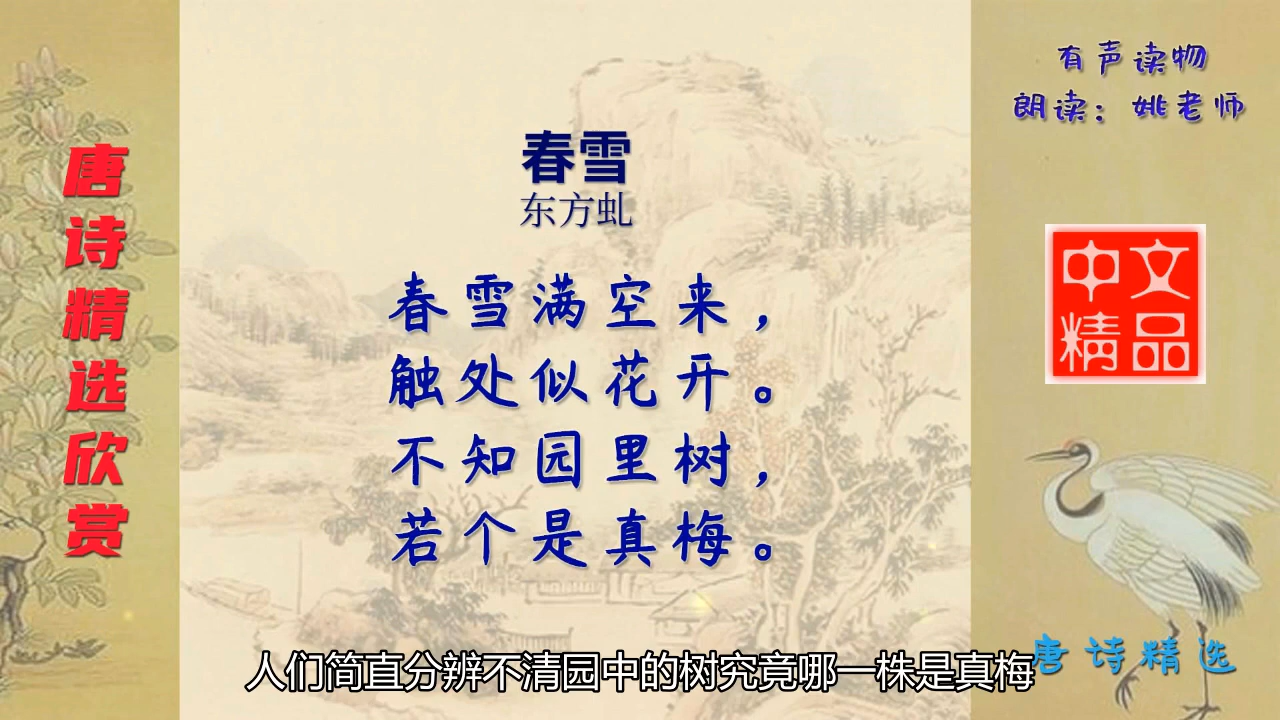 唐诗精选欣赏
春雪
东方虬
春雪满空来，
触处似花开。
不知园里树，
若个是真梅。
有声读物
朗读：姚老师
中文
精品
唐诗精选
人们简直分辨不清园中的树究竟哪一株是真梅